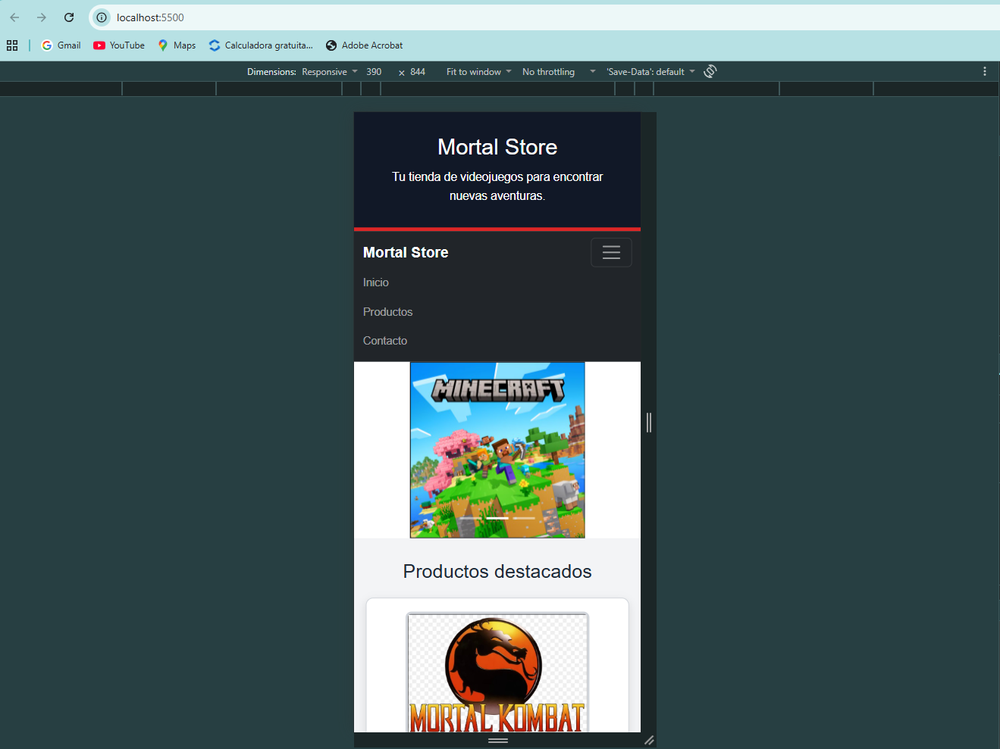 localhost:5500
Gmail YouTube Maps Calculadora gratuita... Adobe Acrobat
Dimensions: Responsive 390 × 844 Fit to window No throttling 'Save-Data': default
Mortal Store
Tu tienda de videojuegos para encontrar
nuevas aventuras.
Mortal Store
Inicio
Productos
Contacto
MINECRAFT
Productos destacados
MORTAL KOMBAT